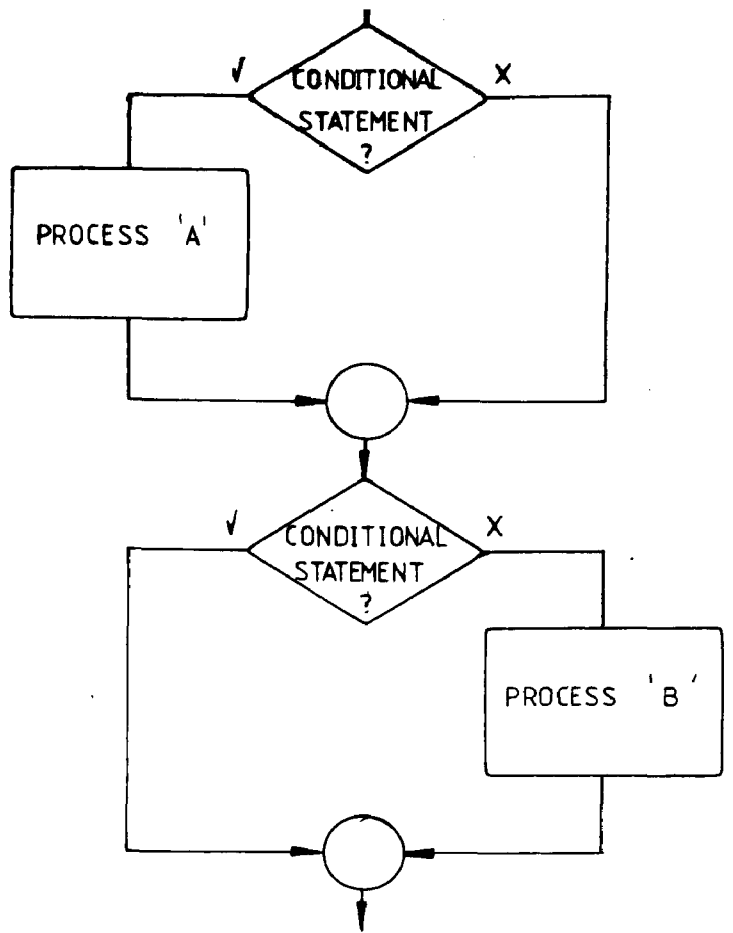 ✓
X
CONDITIONAL
STATEMENT
?
PROCESS 'A'
✓
X
CONDITIONAL
STATEMENT
?
PROCESS 'B'